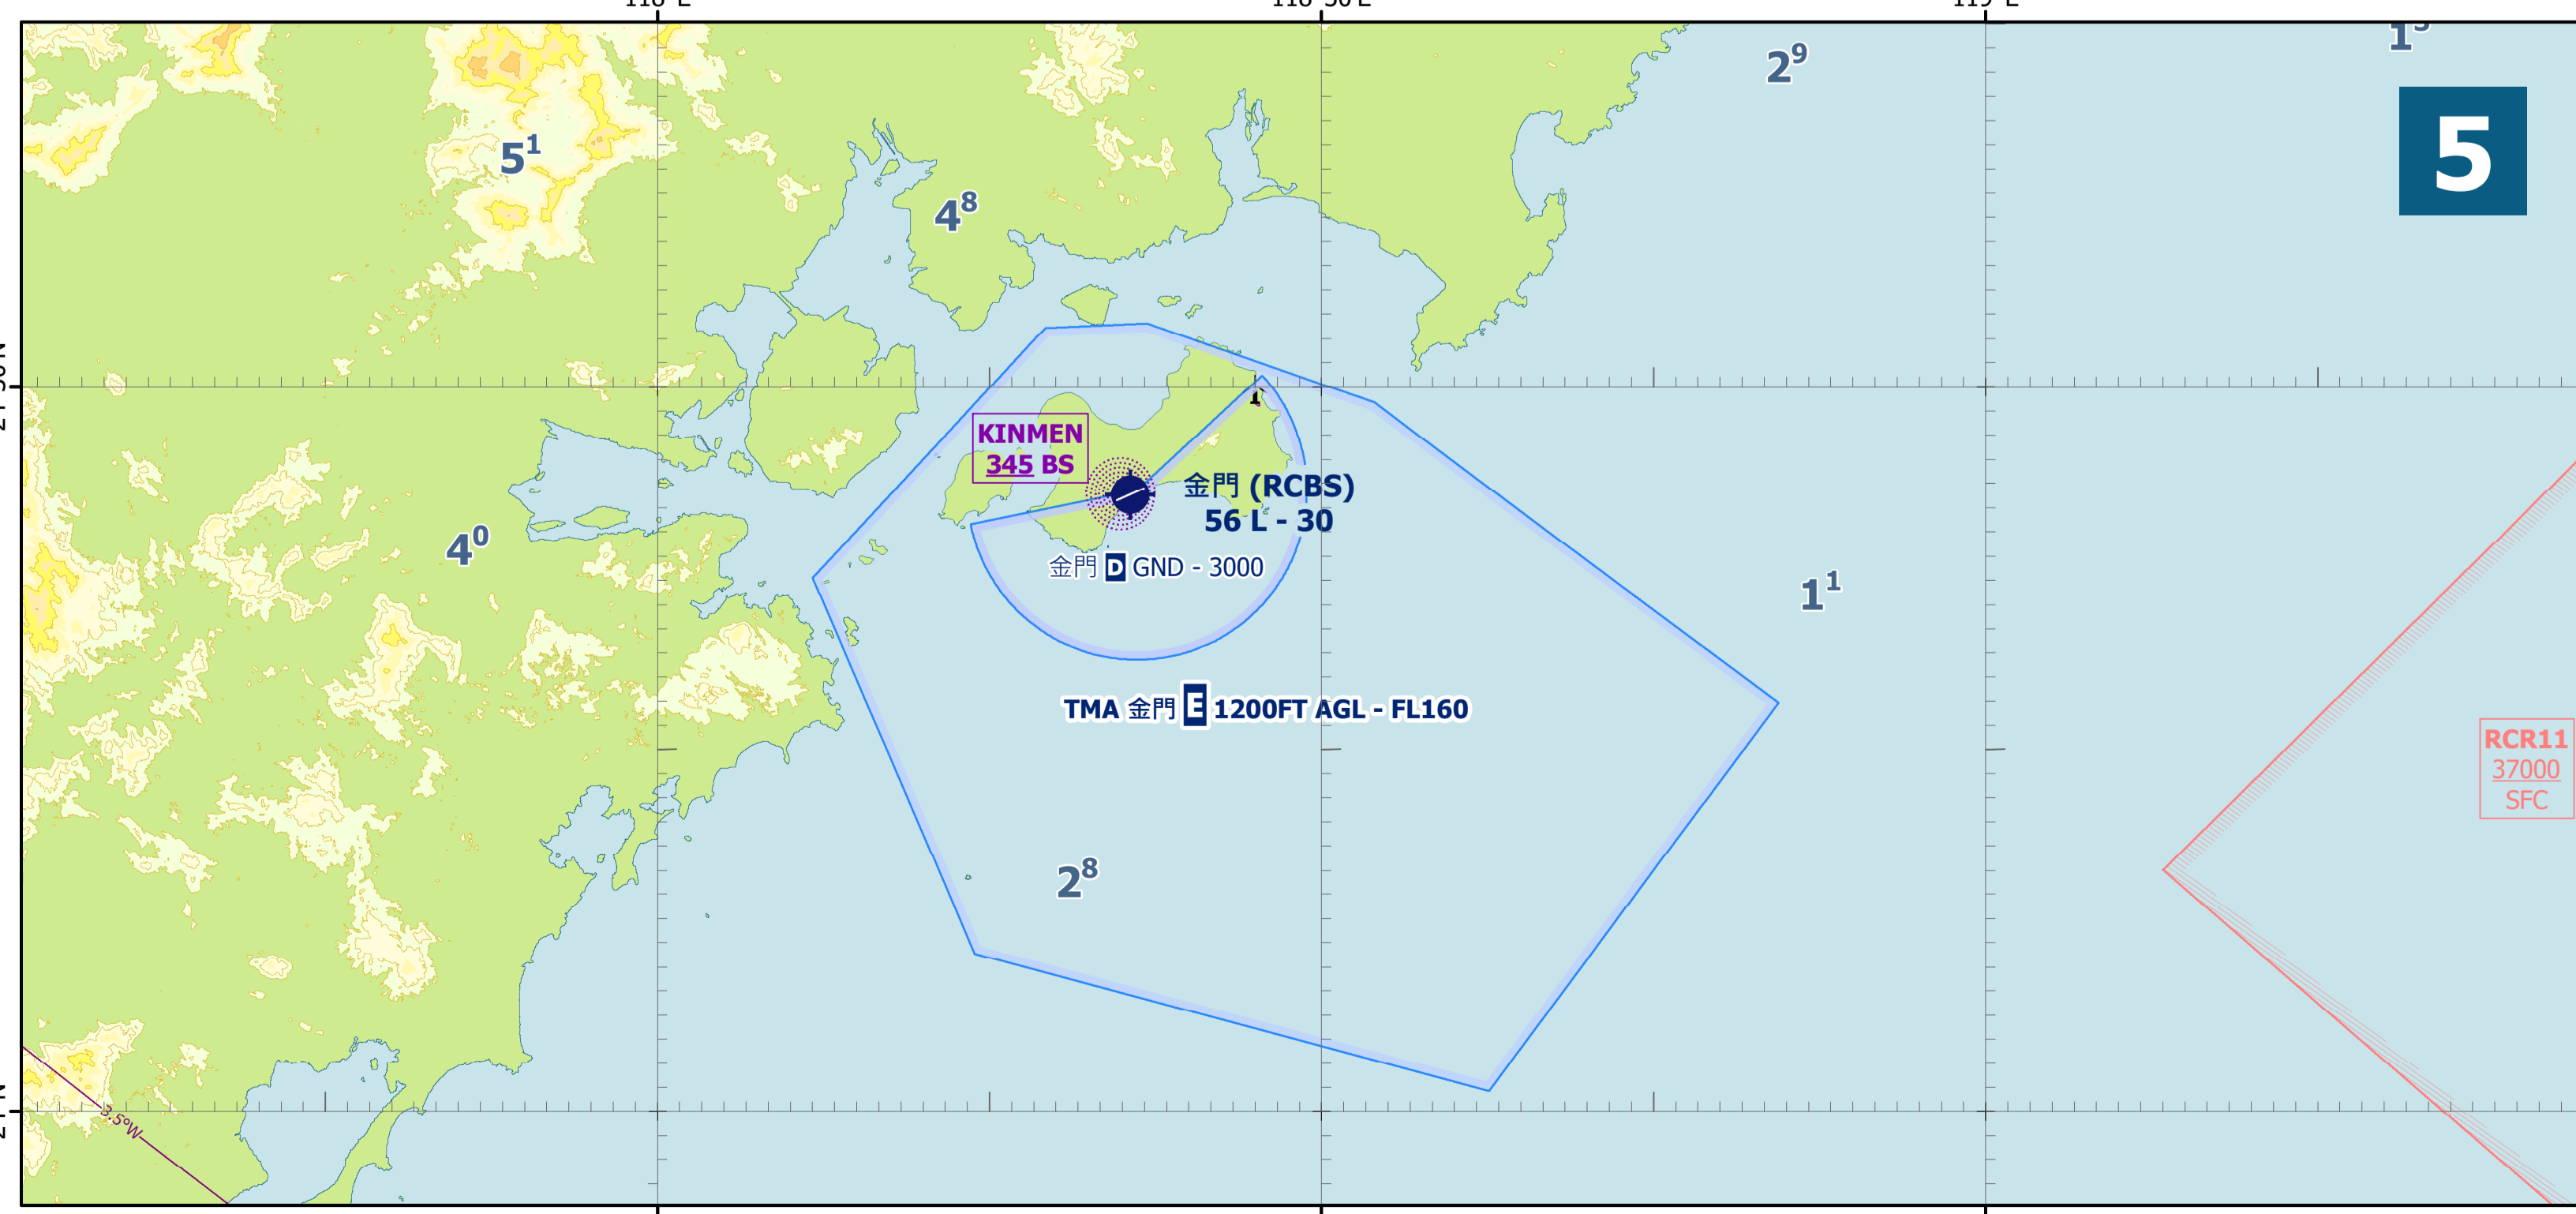 5
5¹
4⁸
2⁹
4⁰
KINMEN
345 BS
金門 (RCBS)
56 L - 30
金門 D GND - 3000
1¹
TMA 金門 E 1200FT AGL - FL160
RCR11
37000
SFC
2⁸
3.5°W